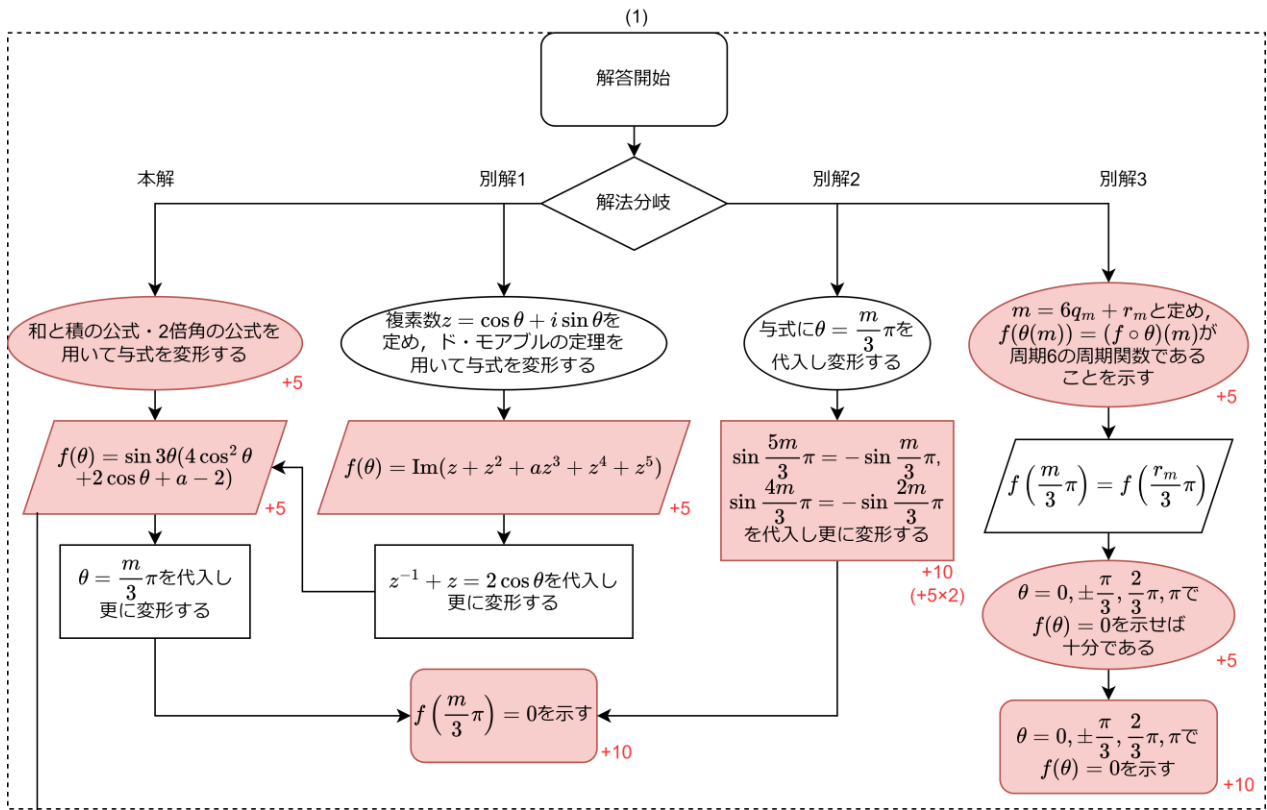 (1)
解答開始
解法分岐
本解
別解1
別解2
別解3
和と積の公式・2倍角の公式を
用いて与式を変形する
+5
複素数z = cos θ + i sin θを
定め，ド・モアブルの定理を
用いて与式を変形する
与式にθ = m/3 πを
代入し変形する
m = 6q_m + r_mと定め，
f(θ(m)) = (f ∘ θ)(m)が
周期6の周期関数である
ことを示す
+5
f(θ) = sin 3θ(4 cos² θ
+2 cos θ + a − 2)
+5
f(θ) = Im(z + z² + az³ + z⁴ + z⁵)
+5
sin 5m/3 π = − sin m/3 π,
sin 4m/3 π = − sin 2m/3 π
を代入し更に変形する
+10
(+5×2)
f(m/3 π) = f(r_m/3 π)
θ = m/3 πを代入し
更に変形する
z⁻¹ + z = 2 cos θを代入し
更に変形する
θ = 0, ±π/3, 2/3 π, πで
f(θ) = 0を示せば
十分である
+5
f(m/3 π) = 0を示す
+10
θ = 0, ±π/3, 2/3 π, πで
f(θ) = 0を示す
+10